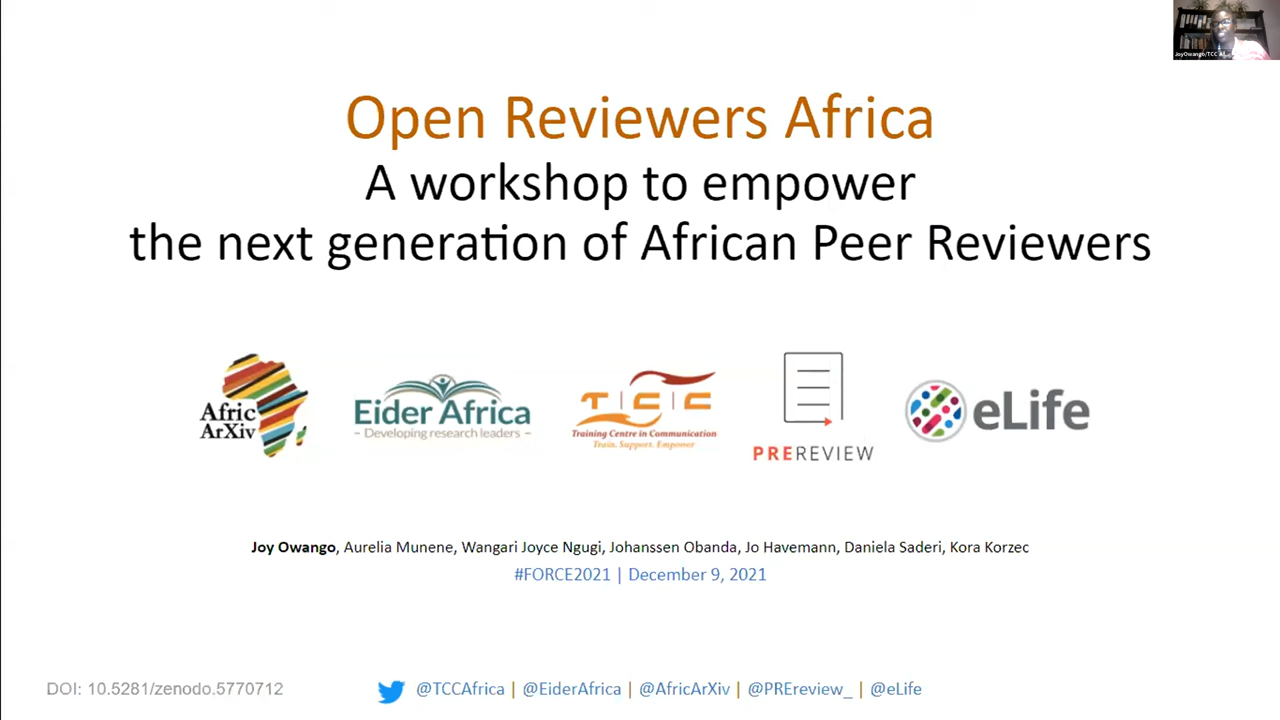 JoyOwango/TCC Af
Open Reviewers Africa
A workshop to empower
the next generation of African Peer Reviewers
Afric
ArXiv
Eider Africa
– Developing research leaders –
T|C|C
Training Centre in Communication
Train. Support. Empower
PREREVIEW
eLife
Joy Owango, Aurelia Munene, Wangari Joyce Ngugi, Johanssen Obanda, Jo Havemann, Daniela Saderi, Kora Korzec
#FORCE2021 | December 9, 2021
DOI: 10.5281/zenodo.5770712
@TCCAfrica | @EiderAfrica | @AfricArXiv | @PREreview_ | @eLife